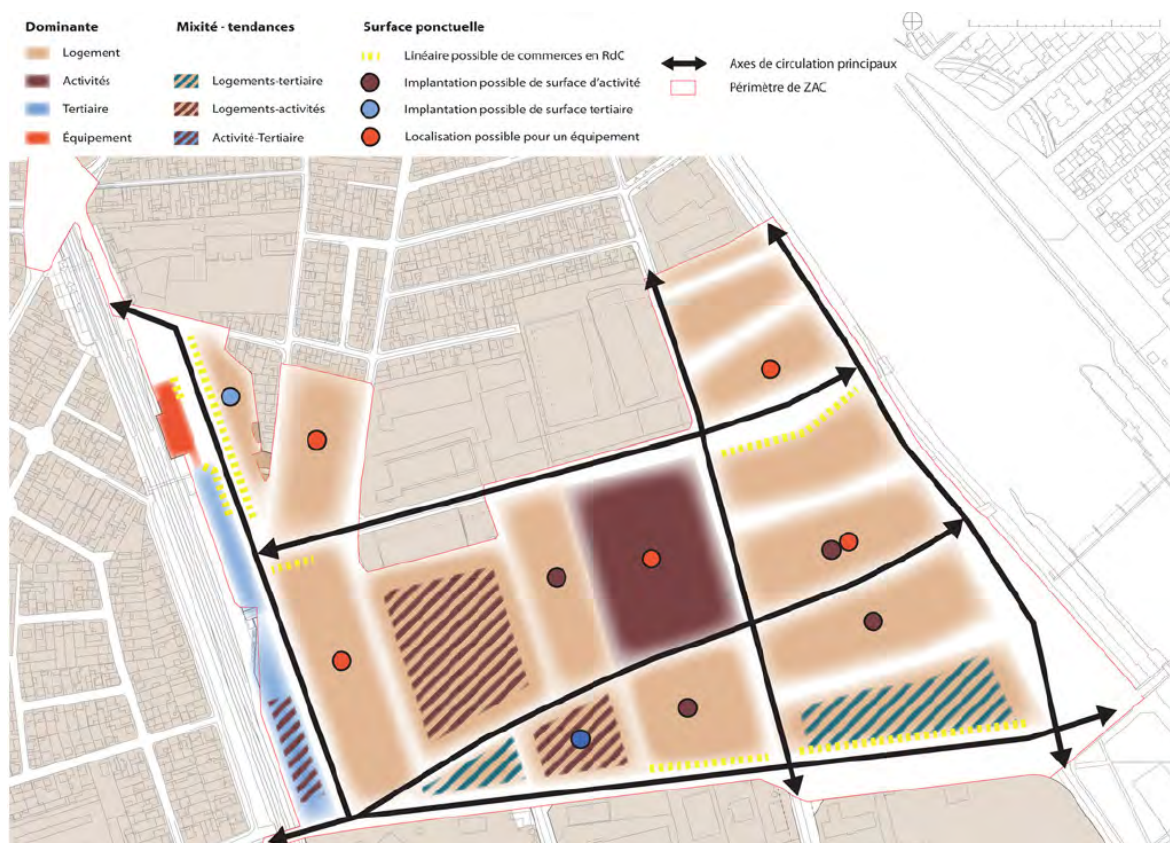 Dominante
Logement
Activités
Tertiaire
Équipement
Mixité - tendances
Logements-tertiaire
Logements-activités
Activité-Tertiaire
Surface ponctuelle
Linéaire possible de commerces en RdC
Implantation possible de surface d'activité
Implantation possible de surface tertiaire
Localisation possible pour un équipement
Axes de circulation principaux
Périmètre de ZAC